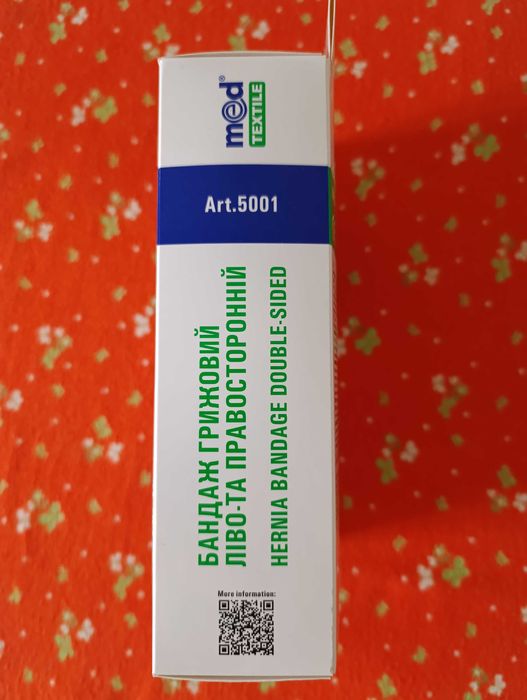 med®
TEXTILE
Art.5001
БАНДАЖ ГРИЖОВИЙ
ЛІВО-ТА ПРАВОСТОРОННІЙ
HERNIA BANDAGE DOUBLE-SIDED
More information: